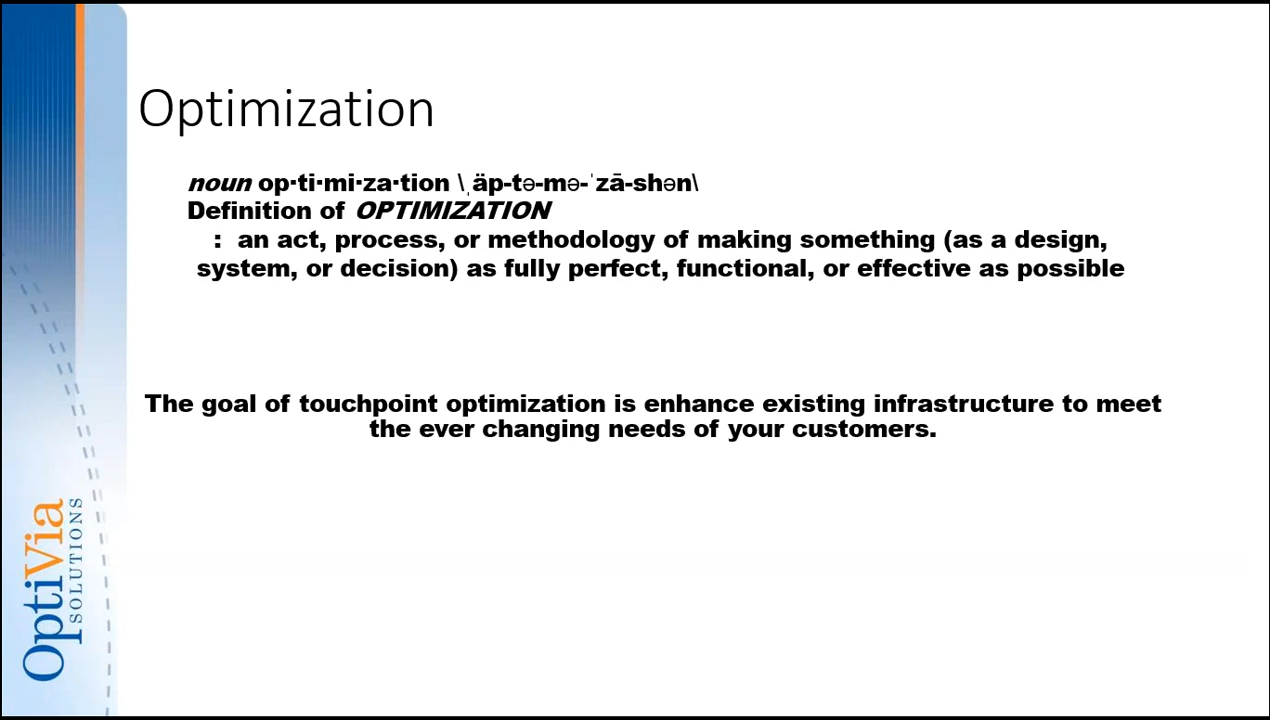 Optimization
noun op·ti·mi·za·tion \ˌäp-tə-mə-ˈzā-shən\
Definition of OPTIMIZATION
: an act, process, or methodology of making something (as a design,
system, or decision) as fully perfect, functional, or effective as possible
The goal of touchpoint optimization is enhance existing infrastructure to meet
the ever changing needs of your customers.
OptiVia
SOLUTIONS